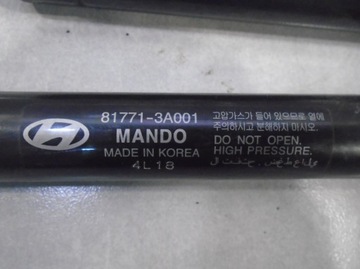 81771-3A001
MANDO
MADE IN KOREA
4L18
고압가스가 들어 있으므로 열에
주의하시고 분해하지 마시오.
DO NOT OPEN.
HIGH PRESSURE.